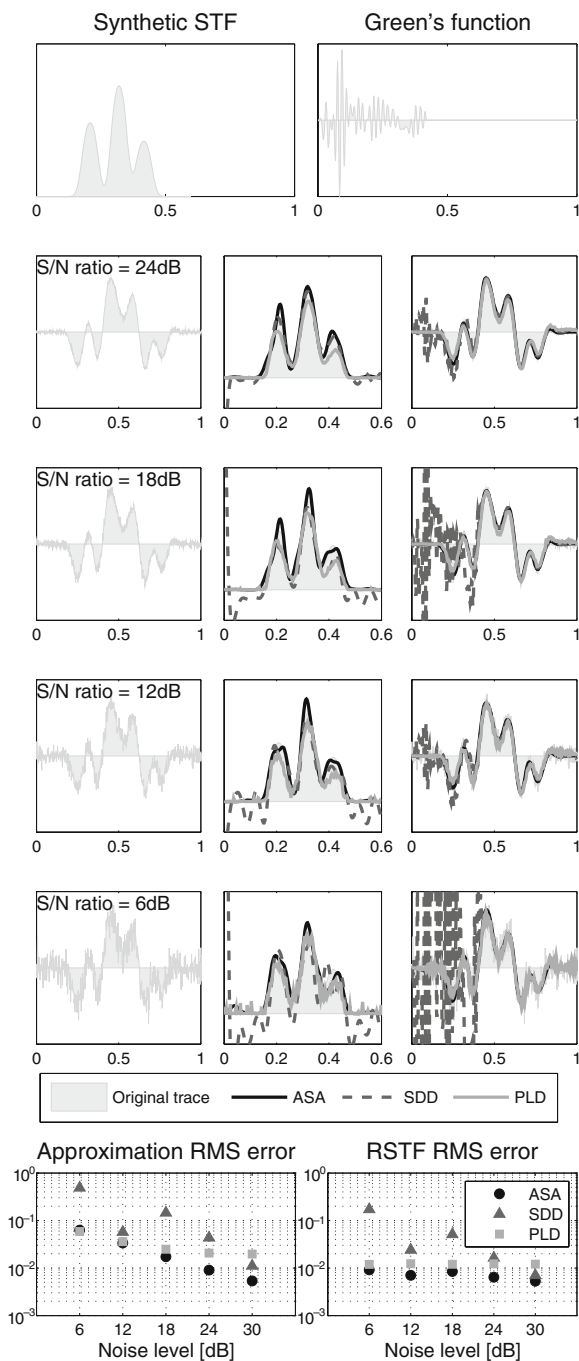 Synthetic STF Green's function
0 0.5 1 0 0.5 1
S/N ratio = 24dB
0 0.5 1 0 0.2 0.4 0.6 0 0.5 1
S/N ratio = 18dB
0 0.5 1 0 0.2 0.4 0.6 0 0.5 1
S/N ratio = 12dB
0 0.5 1 0 0.2 0.4 0.6 0 0.5 1
S/N ratio = 6dB
0 0.5 1 0 0.2 0.4 0.6 0 0.5 1
Original trace ASA SDD PLD
Approximation RMS error RSTF RMS error
10⁰ 10⁰
ASA
SDD
PLD
10⁻¹ 10⁻¹
10⁻² 10⁻²
10⁻³ 10⁻³
6 12 18 24 30 6 12 18 24 30
Noise level [dB] Noise level [dB]